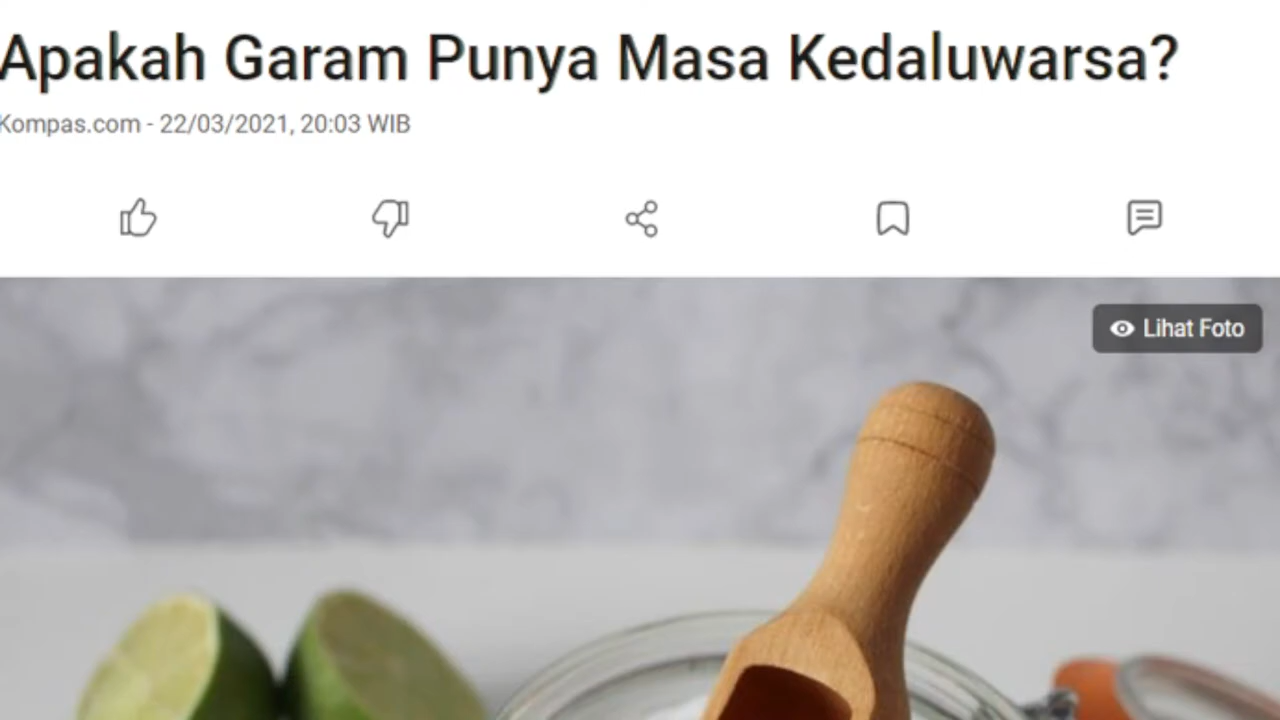 Apakah Garam Punya Masa Kedaluwarsa?
Kompas.com - 22/03/2021, 20:03 WIB
Lihat Foto